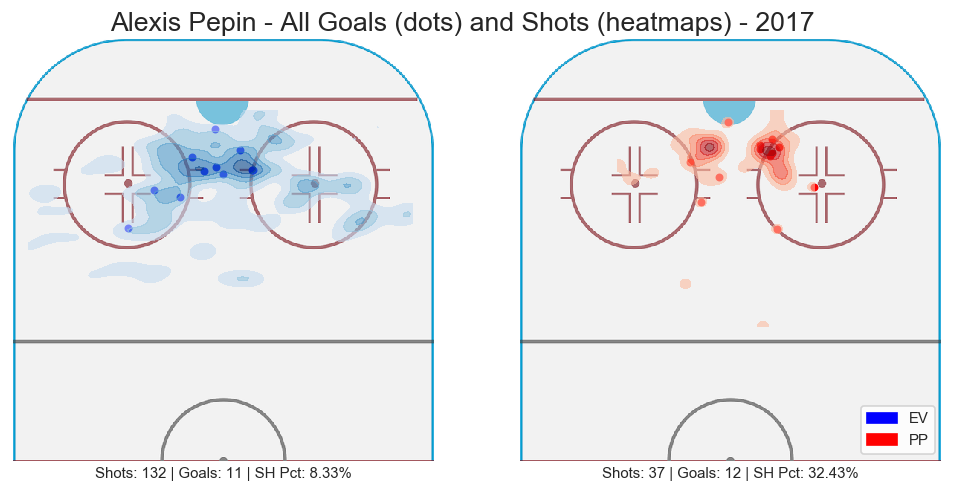 Alexis Pepin - All Goals (dots) and Shots (heatmaps) - 2017
EV
PP
Shots: 132 | Goals: 11 | SH Pct: 8.33%
Shots: 37 | Goals: 12 | SH Pct: 32.43%